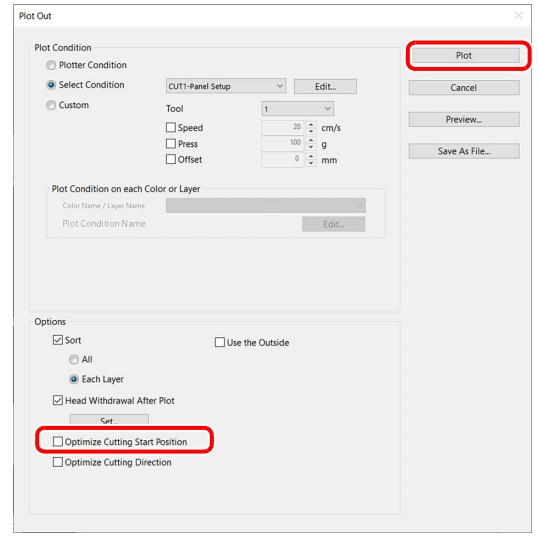 Plot Out
Plot Condition
Plotter Condition
Select Condition
CUT1-Panel Setup
Edit...
Custom
Tool
1
Speed
20
cm/s
Press
100
g
Offset
0
mm
Plot Condition on each Color or Layer
Color Name / Layer Name
Plot Condition Name
Edit...
Options
Sort
Use the Outside
All
Each Layer
Head Withdrawal After Plot
Set...
Optimize Cutting Start Position
Optimize Cutting Direction
Plot
Cancel
Preview...
Save As File...